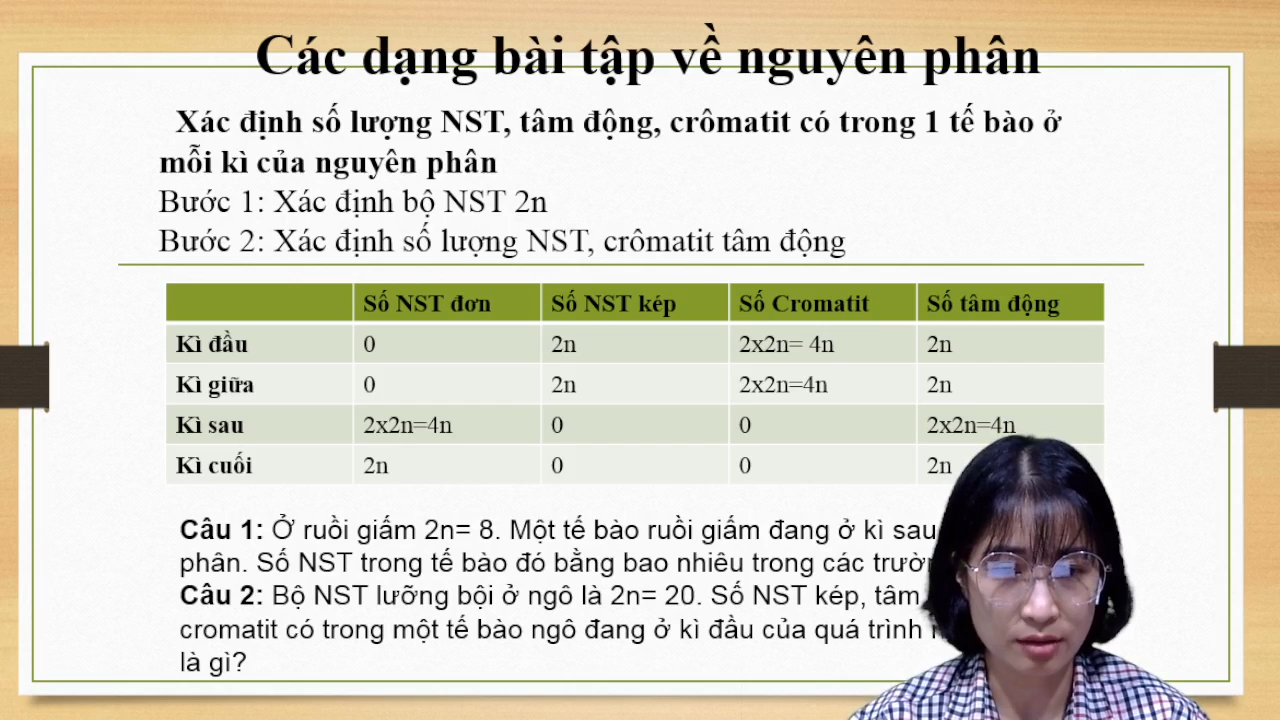 Các dạng bài tập về nguyên phân
Xác định số lượng NST, tâm động, crômatit có trong 1 tế bào ở
mỗi kì của nguyên phân
Bước 1: Xác định bộ NST 2n
Bước 2: Xác định số lượng NST, crômatit tâm động
Số NST đơn Số NST kép Số Cromatit Số tâm động
Kì đầu 0 2n 2x2n= 4n 2n
Kì giữa 0 2n 2x2n=4n 2n
Kì sau 2x2n=4n 0 0 2x2n=4n
Kì cuối 2n 0 0 2n
Câu 1: Ở ruồi giấm 2n= 8. Một tế bào ruồi giấm đang ở kì sau
phân. Số NST trong tế bào đó bằng bao nhiêu trong các
Câu 2: Bộ NST lưỡng bội ở ngô là 2n= 20. Số NST kép, tâm
cromatit có trong một tế bào ngô đang ở kì đầu của quá trình
là gì?